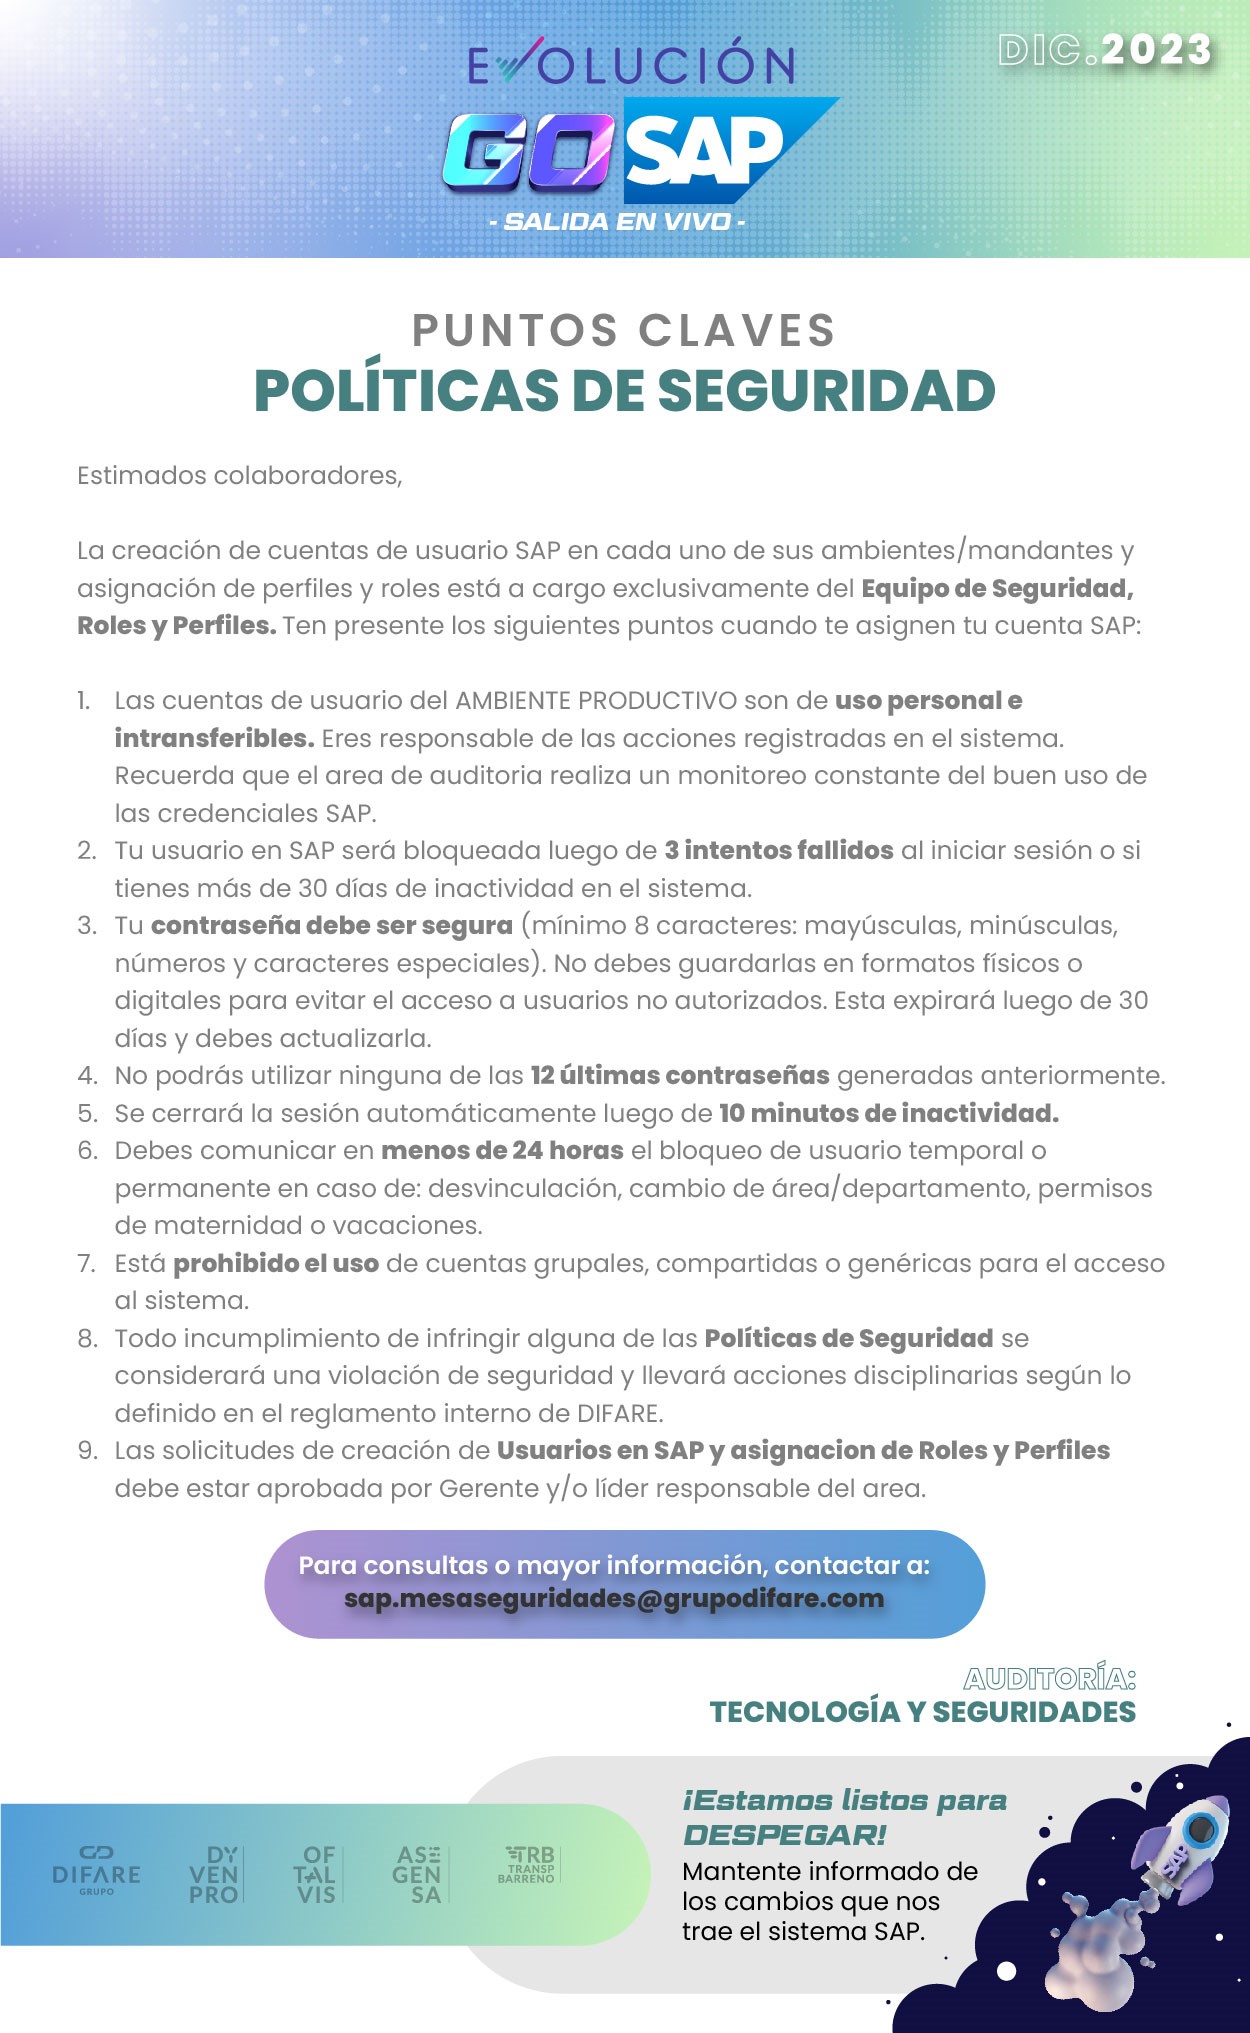 DIC.2023
EVOLUCIÓN
GO SAP
- SALIDA EN VIVO -
PUNTOS CLAVES
POLÍTICAS DE SEGURIDAD
Estimados colaboradores,
La creación de cuentas de usuario SAP en cada uno de sus ambientes/mandantes y
asignación de perfiles y roles está a cargo exclusivamente del Equipo de Seguridad,
Roles y Perfiles. Ten presente los siguientes puntos cuando te asignen tu cuenta SAP:
1. Las cuentas de usuario del AMBIENTE PRODUCTIVO son de uso personal e
intransferibles. Eres responsable de las acciones registradas en el sistema.
Recuerda que el area de auditoria realiza un monitoreo constante del buen uso de
las credenciales SAP.
2. Tu usuario en SAP será bloqueada luego de 3 intentos fallidos al iniciar sesión o si
tienes más de 30 días de inactividad en el sistema.
3. Tu contraseña debe ser segura (mínimo 8 caracteres: mayúsculas, minúsculas,
números y caracteres especiales). No debes guardarlas en formatos físicos o
digitales para evitar el acceso a usuarios no autorizados. Esta expirará luego de 30
días y debes actualizarla.
4. No podrás utilizar ninguna de las 12 últimas contraseñas generadas anteriormente.
5. Se cerrará la sesión automáticamente luego de 10 minutos de inactividad.
6. Debes comunicar en menos de 24 horas el bloqueo de usuario temporal o
permanente en caso de: desvinculación, cambio de área/departamento, permisos
de maternidad o vacaciones.
7. Está prohibido el uso de cuentas grupales, compartidas o genéricas para el acceso
al sistema.
8. Todo incumplimiento de infringir alguna de las Políticas de Seguridad se
considerará una violación de seguridad y llevará acciones disciplinarias según lo
definido en el reglamento interno de DIFARE.
9. Las solicitudes de creación de Usuarios en SAP y asignacion de Roles y Perfiles
debe estar aprobada por Gerente y/o líder responsable del area.
Para consultas o mayor información, contactar a:
sap.mesaseguridades@grupodifare.com
AUDITORÍA:
TECNOLOGÍA Y SEGURIDADES
¡Estamos listos para
DESPEGAR!
Mantente informado de
los cambios que nos
trae el sistema SAP.
SAP
DIFARE
GRUPO
DY
VEN
PRO
OF
TAL
VIS
ASE
GEN
SA
TRB
TRANSP
BARRENO